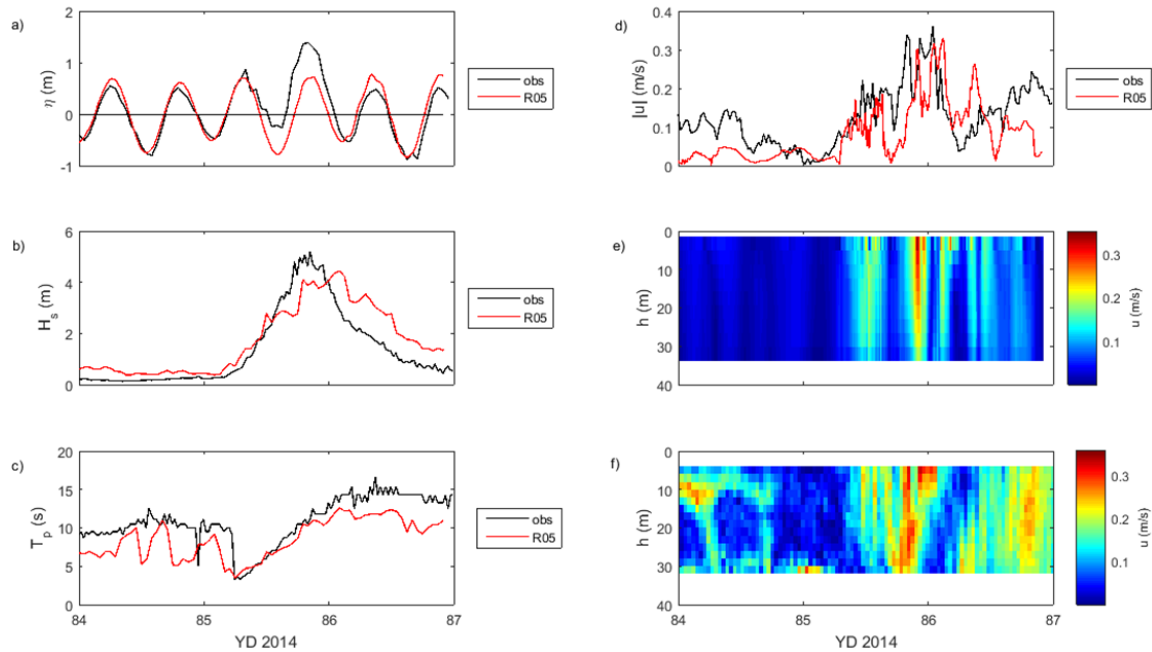 a)
η (m)
2
1
0
-1
obs
R05
b)
H_s (m)
6
4
2
0
obs
R05
c)
T_p (s)
20
15
10
5
0
84
85
86
87
YD 2014
obs
R05
d)
|u| (m/s)
0.4
0.3
0.2
0.1
0
obs
R05
e)
h (m)
0
10
20
30
40
0.3
0.2
0.1
u (m/s)
f)
h (m)
0
10
20
30
40
84
85
86
87
YD 2014
0.3
0.2
0.1
u (m/s)